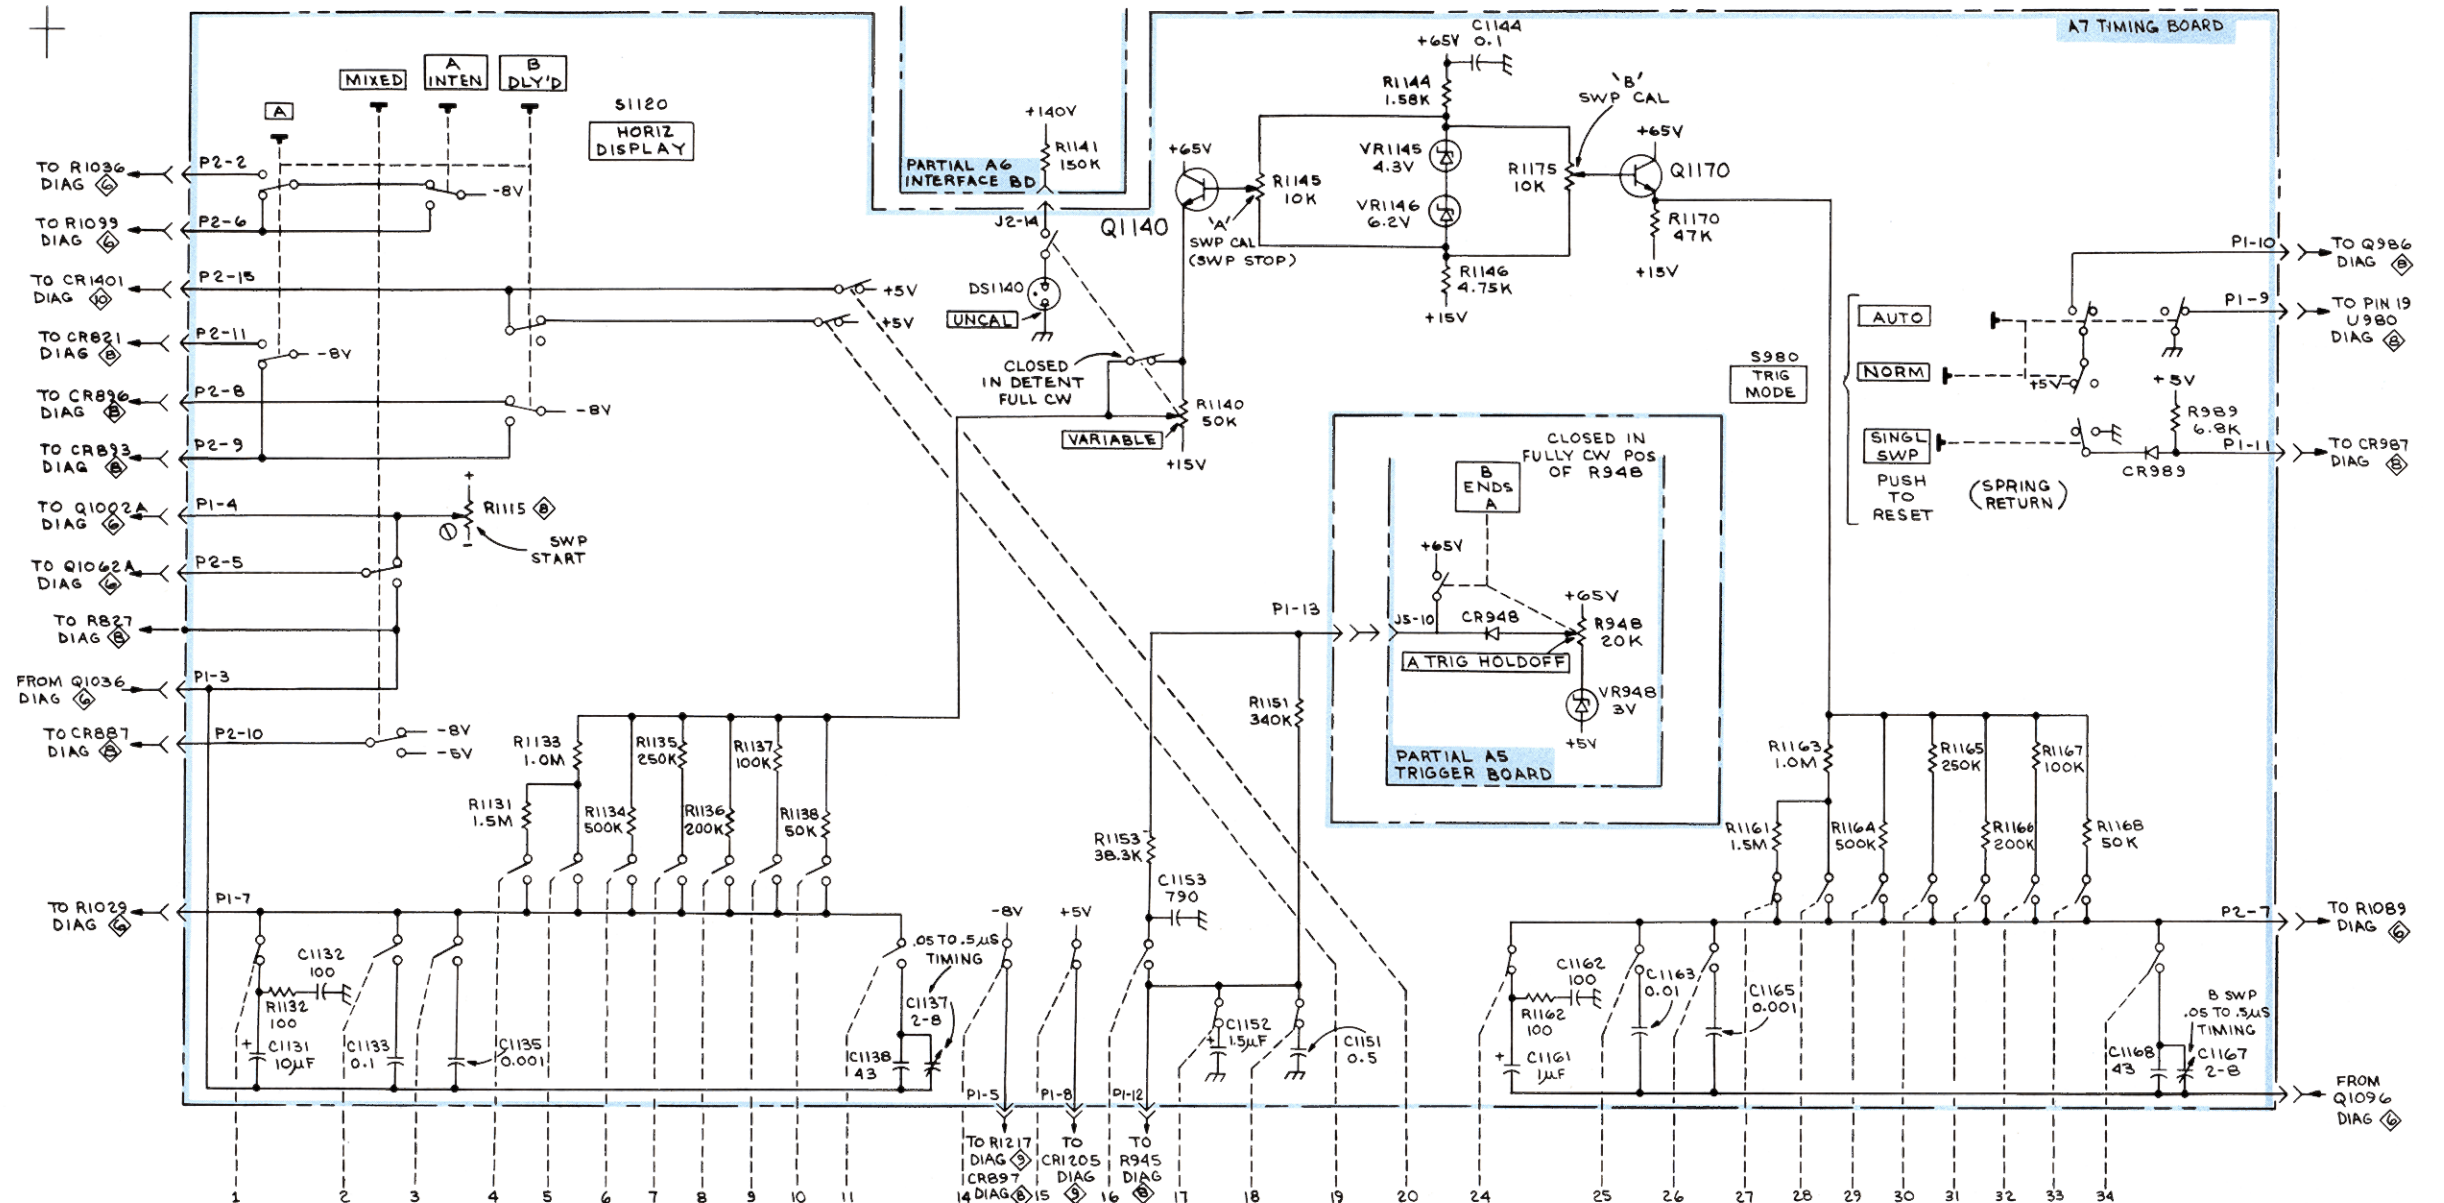 A7 TIMING BOARD
MIXED
A
INTEN
B
DLY'D
A
S1120
HORIZ
DISPLAY
+140V
R1141
150K
PARTIAL A6
INTERFACE BD
J2-14
Q1140
+65V
C1144
0.1
+65V
R1144
1.58K
'B'
SWP CAL
+65V
VR1145
4.3V
R1145
10K
R1175
10K
Q1170
VR1146
6.2V
'A'
SWP CAL
(SWP STOP)
R1170
47K
+15V
R1146
4.75K
+15V
TO R1036
DIAG 6
P2-2
-8V
TO R1099
DIAG 6
P2-6
TO CR1401
DIAG 10
P2-15
+5V
+5V
TO CR821
DIAG 8
P2-11
-8V
TO CR896
DIAG 8
P2-8
-8V
TO CR893
DIAG 8
P2-9
TO Q1002A
DIAG 6
P1-4
+
R1115 8
-
SWP
START
TO Q1062A
DIAG 6
P2-5
TO R827
DIAG 8
FROM Q1036
DIAG 6
P1-3
TO CR887
DIAG 8
P2-10
-8V
-5V
DS1140
UNCAL
CLOSED
IN DETENT
FULL CW
R1140
50K
VARIABLE
+15V
P1-10
TO Q986
DIAG 8
P1-9
TO PIN 19
U980
DIAG 8
AUTO
S980
TRIG
MODE
NORM
+5V
+5V
R989
6.8K
SINGL
SWP
P1-11
TO CR987
DIAG 8
CR989
PUSH
TO
RESET
(SPRING
RETURN)
CLOSED IN
FULLY CW POS
OF R948
B
ENDS
A
+65V
+65V
P1-13
J5-10
CR948
R948
20K
A TRIG HOLDOFF
VR948
3V
+5V
PARTIAL A5
TRIGGER BOARD
R1151
340K
R1133
1.0M
R1135
250K
R1137
100K
R1131
1.5M
R1134
500K
R1136
200K
R1138
50K
R1153
38.3K
C1153
790
R1163
1.0M
R1165
250K
R1167
100K
R1161
1.5M
R1164
500K
R1166
200K
R1168
50K
TO R1029
DIAG 6
P1-7
C1132
100
R1132
100
+
C1131
10µF
C1133
0.1
C1135
0.001
.05 TO .5µS
TIMING
C1137
2-8
C1138
43
-8V
+5V
C1152
+
1.5µF
C1151
0.5
C1162
100
R1162
100
+
C1161
1µF
C1163
0.01
C1165
0.001
P2-7
TO R1089
DIAG 6
B SWP
.05 TO .5µS
TIMING
C1168
43
C1167
2-8
FROM
Q1096
DIAG 6
P1-5
P1-8
P1-12
TO R1217
DIAG 9
CR897
DIAG 8
TO
CR1205
DIAG
9
TO
R945
DIAG
8
1 2 3 4 5 6 7 8 9 10 11 14 15 16 17 18 19 20 24 25 26 27 28 29 30 31 32 33 34